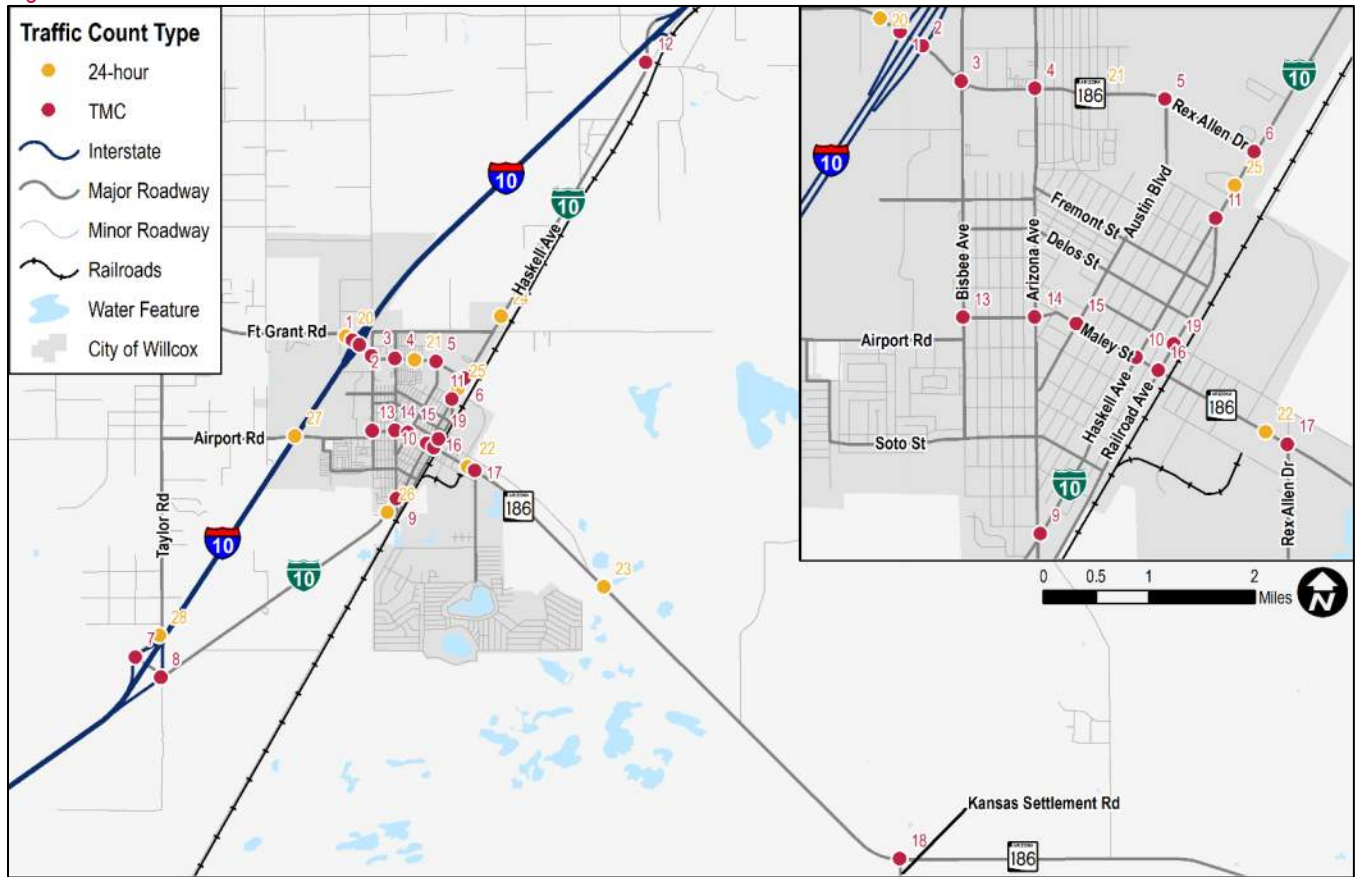 Traffic Count Type
24-hour
TMC
Interstate
Major Roadway
Minor Roadway
Railroads
Water Feature
City of Willcox
12
10
10
Haskell Ave
24
Ft Grant Rd
1
20
2
3
4
21
5
25
11
6
13
14
15
19
10
16
27
Airport Rd
22
17
26
9
ARIZONA
186
Taylor Rd
10
10
23
28
7
8
Kansas Settlement Rd
18
ARIZONA
186
20
1
2
3
4
ARIZONA
186
21
5
Rex Allen Dr
10
6
25
10
11
Austin Blvd
Fremont St
Delos St
Bisbee Ave
Arizona Ave
13
14
15
Airport Rd
Maley St
10
19
16
Haskell Ave
Railroad Ave
ARIZONA
186
22
17
Soto St
10
Rex Allen Dr
9
0
0.5
1
2
Miles
N